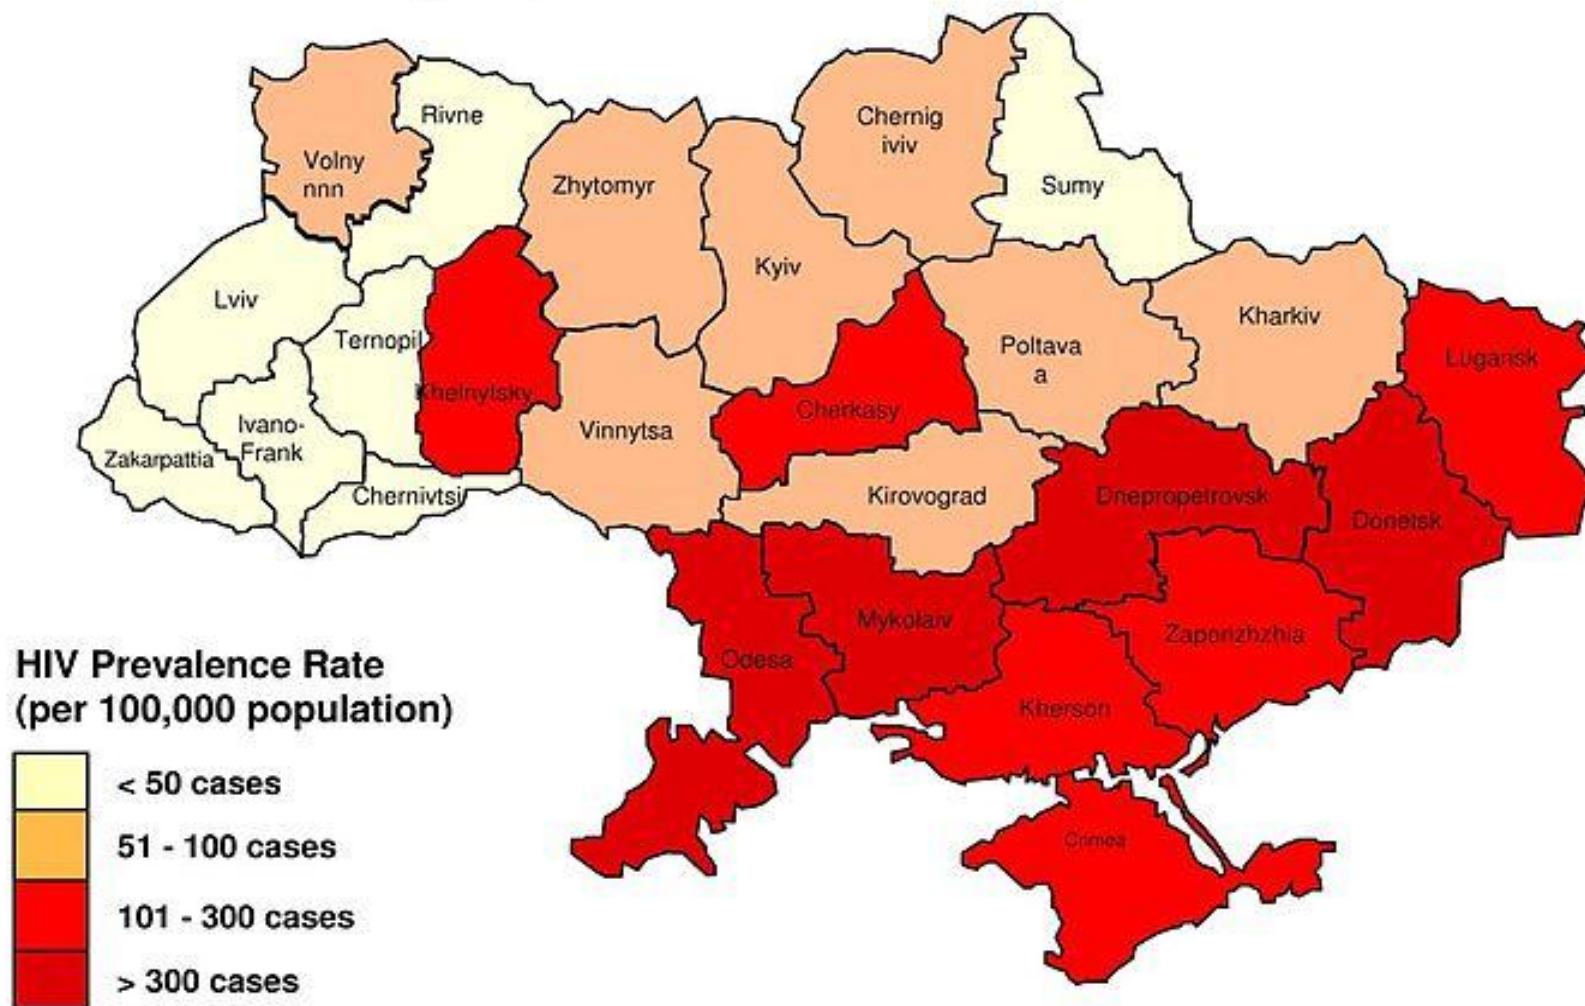 Rivne
Volny
nnn
Zhytomyr
Chernig
iviv
Sumy
Kyiv
Lviv
Ternopil
Khelnylsky
Cherkasy
Poltava
a
Kharkiv
Lugansk
Zakarpattia
Ivano-
Frank
Chernivtsi
Vinnytsa
Kirovograd
Dnepropetrovsk
Donetsk
Odesa
Mykolaiv
Kherson
Zaporizhzhia
Crimea
HIV Prevalence Rate
(per 100,000 population)
< 50 cases
51 - 100 cases
101 - 300 cases
> 300 cases